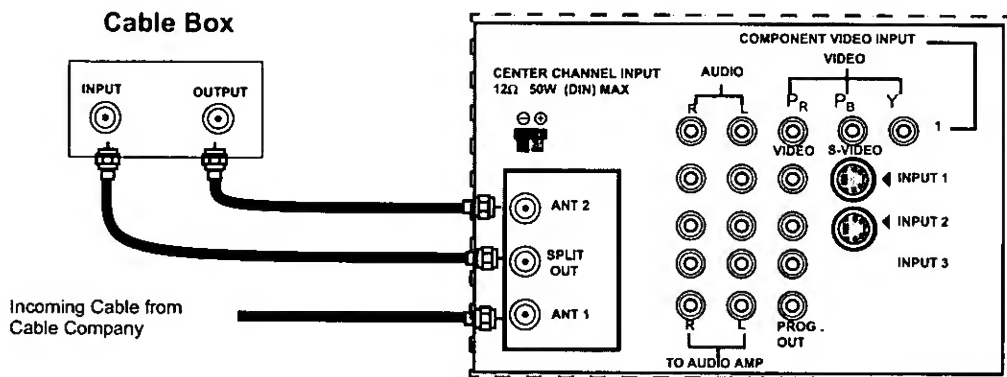 Cable Box
INPUT
OUTPUT
Incoming Cable from
Cable Company
COMPONENT VIDEO INPUT
VIDEO
CENTER CHANNEL INPUT
12Ω 50W (DIN) MAX
⊖ ⊕
AUDIO
R L PR PB Y
1
VIDEO S-VIDEO
ANT 2
INPUT 1
INPUT 2
SPLIT
OUT
INPUT 3
ANT 1
R L PROG.
OUT
TO AUDIO AMP